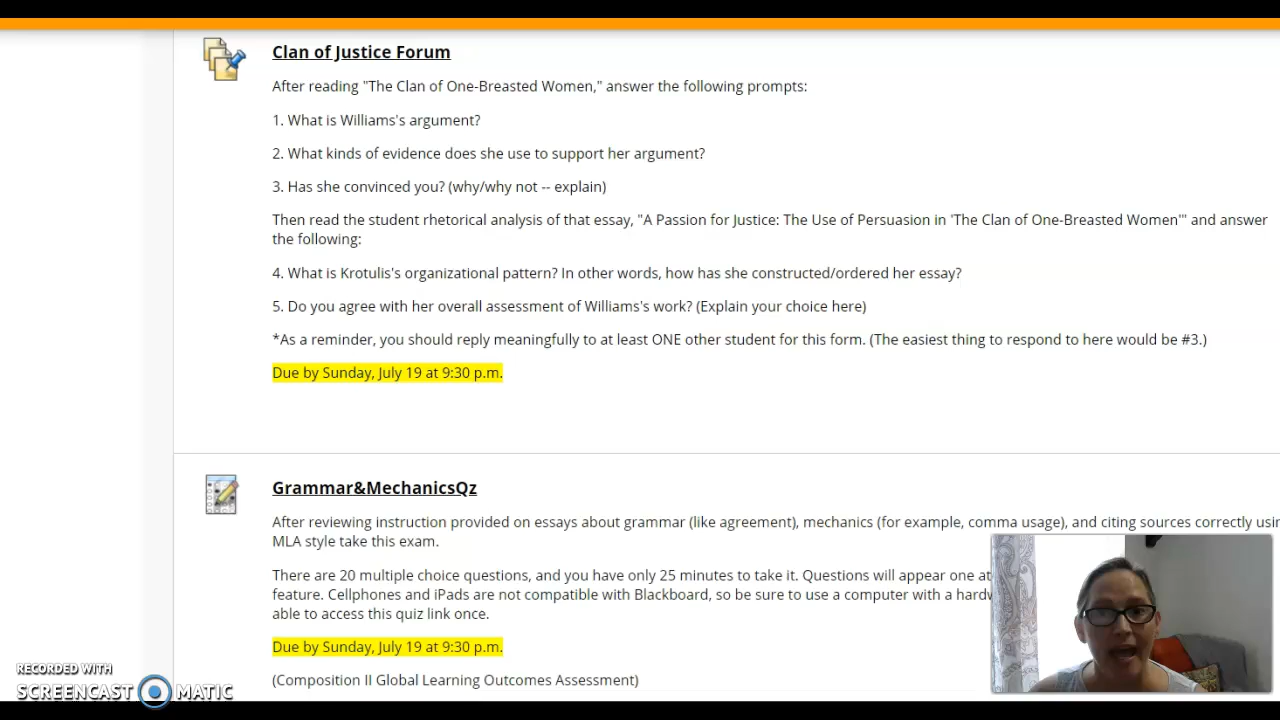 Clan of Justice Forum
After reading "The Clan of One-Breasted Women," answer the following prompts:
1. What is Williams's argument?
2. What kinds of evidence does she use to support her argument?
3. Has she convinced you? (why/why not -- explain)
Then read the student rhetorical analysis of that essay, "A Passion for Justice: The Use of Persuasion in 'The Clan of One-Breasted Women'" and answer
the following:
4. What is Krotulis's organizational pattern? In other words, how has she constructed/ordered her essay?
5. Do you agree with her overall assessment of Williams's work? (Explain your choice here)
*As a reminder, you should reply meaningfully to at least ONE other student for this form. (The easiest thing to respond to here would be #3.)
Due by Sunday, July 19 at 9:30 p.m.
Grammar&MechanicsQz
After reviewing instruction provided on essays about grammar (like agreement), mechanics (for example, comma usage), and citing sources correctly usin
MLA style take this exam.
There are 20 multiple choice questions, and you have only 25 minutes to take it. Questions will appear one at
feature. Cellphones and iPads are not compatible with Blackboard, so be sure to use a computer with a hardw
able to access this quiz link once.
Due by Sunday, July 19 at 9:30 p.m.
(Composition II Global Learning Outcomes Assessment)
RECORDED WITH
SCREENCAST MATIC